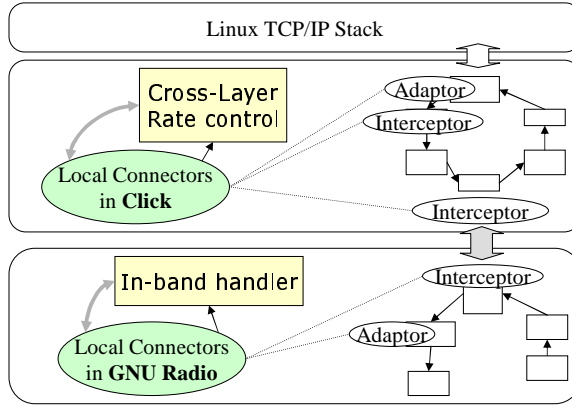 Linux TCP/IP Stack
Cross-Layer
Rate control
Adaptor
Interceptor
Local Connectors
in Click
Interceptor
In-band handler
Interceptor
Adaptor
Local Connectors
in GNU Radio